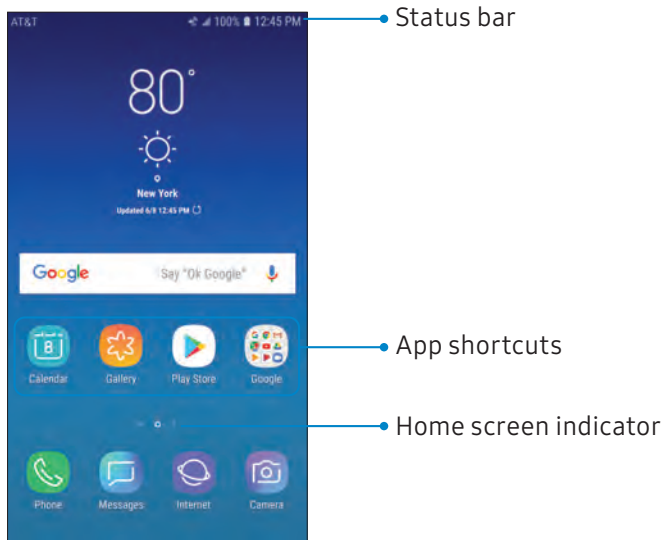 AT&T 100% 12:45 PM
Status bar
80°
New York
Updated 6/8 12:45 PM
Google Say "Ok Google"
8
Calendar Gallery Play Store Google
App shortcuts
Home screen indicator
Phone Messages Internet Camera